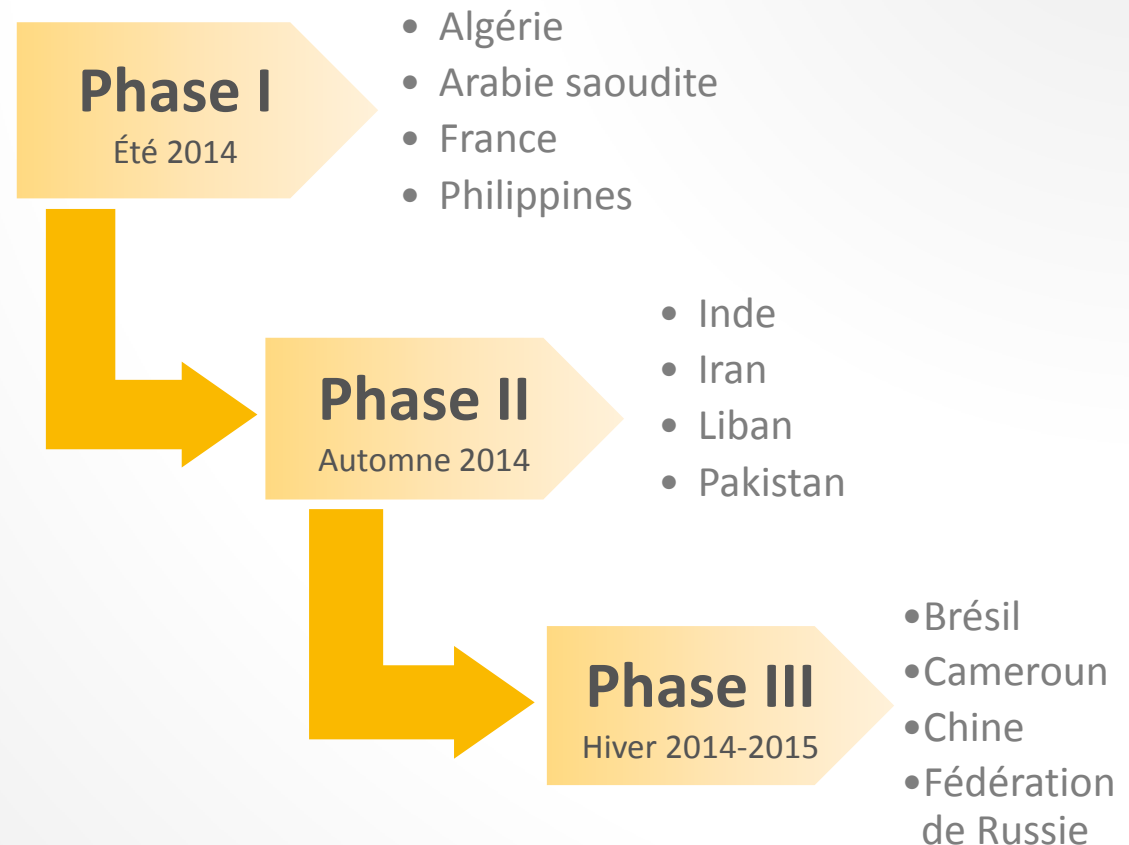 Phase I
Été 2014
• Algérie
• Arabie saoudite
• France
• Philippines
Phase II
Automne 2014
• Inde
• Iran
• Liban
• Pakistan
Phase III
Hiver 2014-2015
•Brésil
•Cameroun
•Chine
•Fédération
de Russie